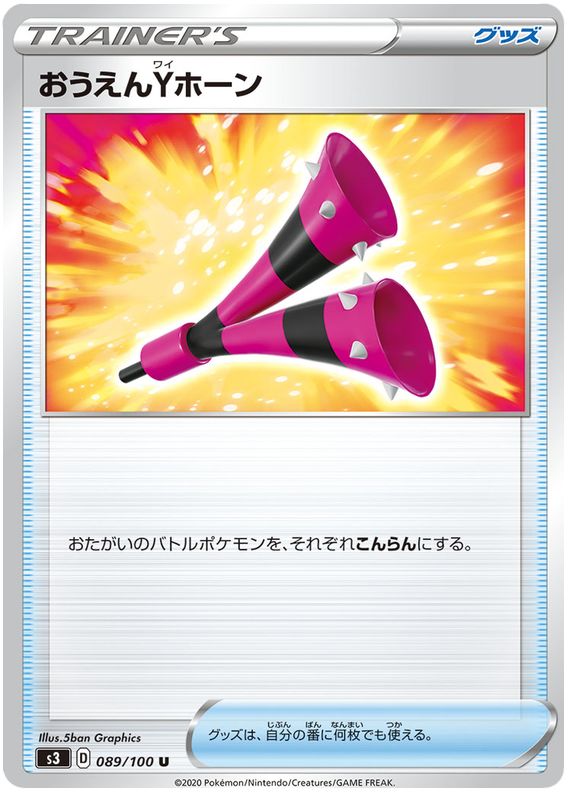 TRAINER'S
グッズ
ワイ
おうえんYホーン
おたがいのバトルポケモンを、それぞれこんらんにする。
Illus.5ban Graphics
じぶん ばん なんまい つか
グッズは、自分の番に何枚でも使える。
s3 D 089/100 U
©2020 Pokémon/Nintendo/Creatures/GAME FREAK.